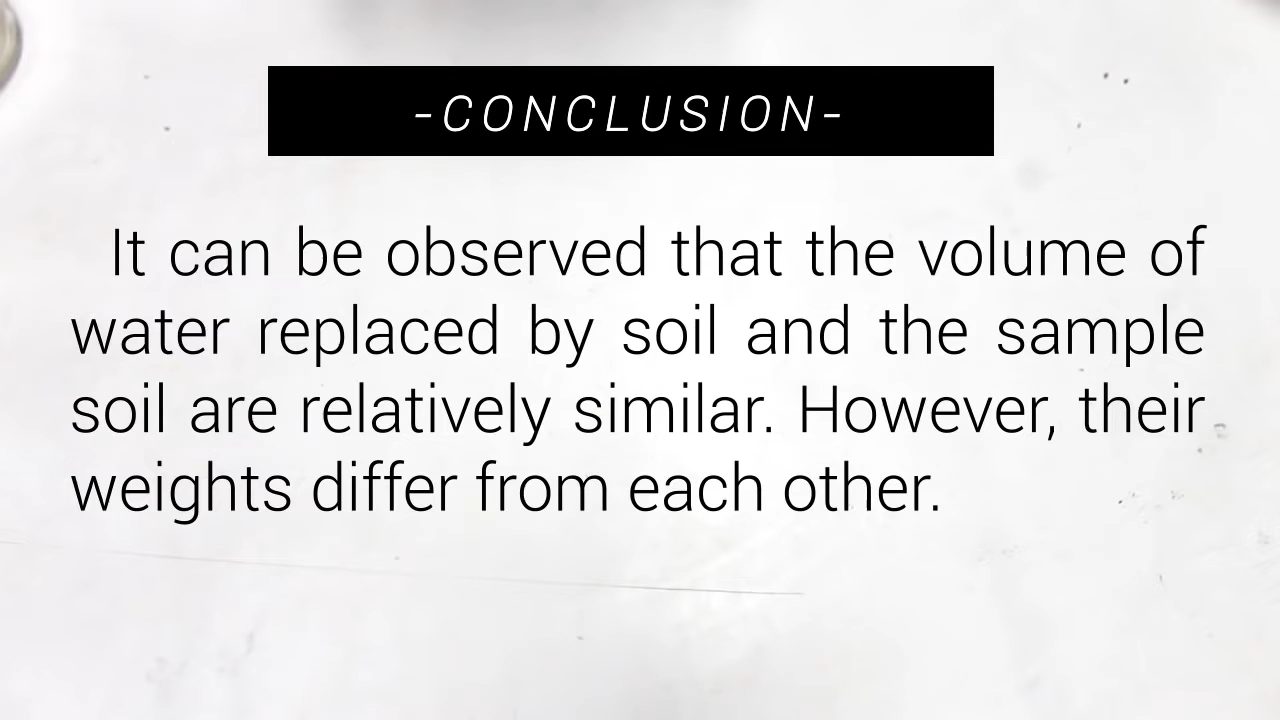 -CONCLUSION-
It can be observed that the volume of
water replaced by soil and the sample
soil are relatively similar. However, their
weights differ from each other.